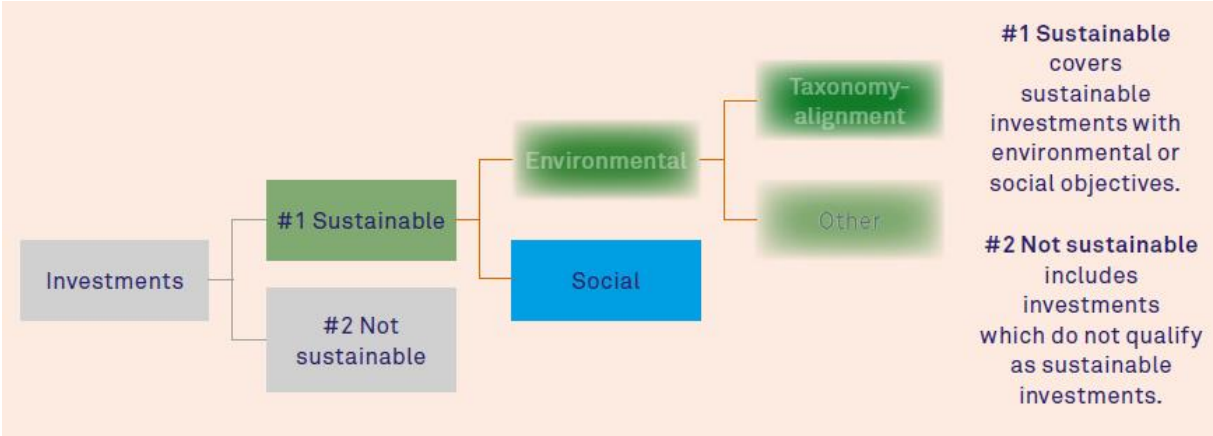 Investments
#1 Sustainable
#2 Not
sustainable
Environmental
Social
Taxonomy-
alignment
Other
#1 Sustainable
covers
sustainable
investments with
environmental or
social objectives.
#2 Not sustainable
includes
investments
which do not qualify
as sustainable
investments.